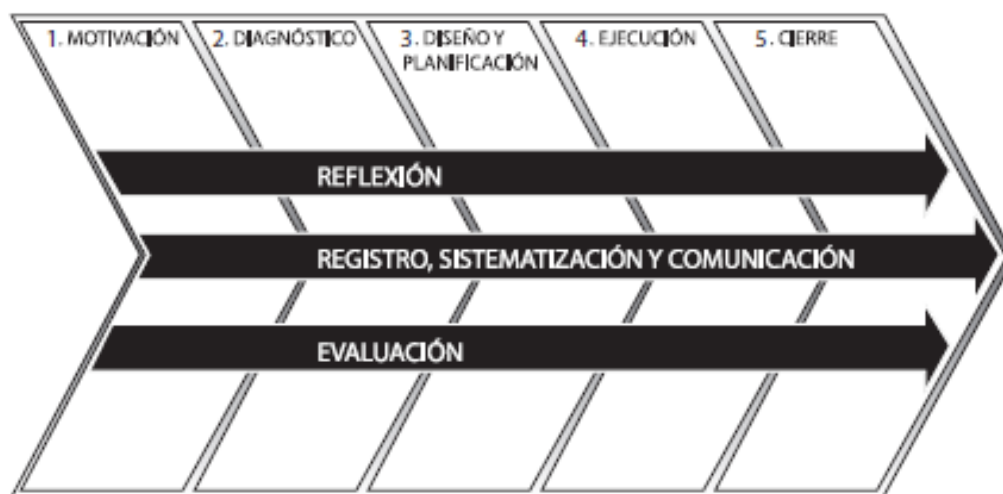 1. MOTIVACIÓN
2. DIAGNÓSTICO
3. DISEÑO Y
PLANIFICACIÓN
4. EJECUCIÓN
5. CIERRE
REFLEXIÓN
REGISTRO, SISTEMATIZACIÓN Y COMUNICACIÓN
EVALUACIÓN